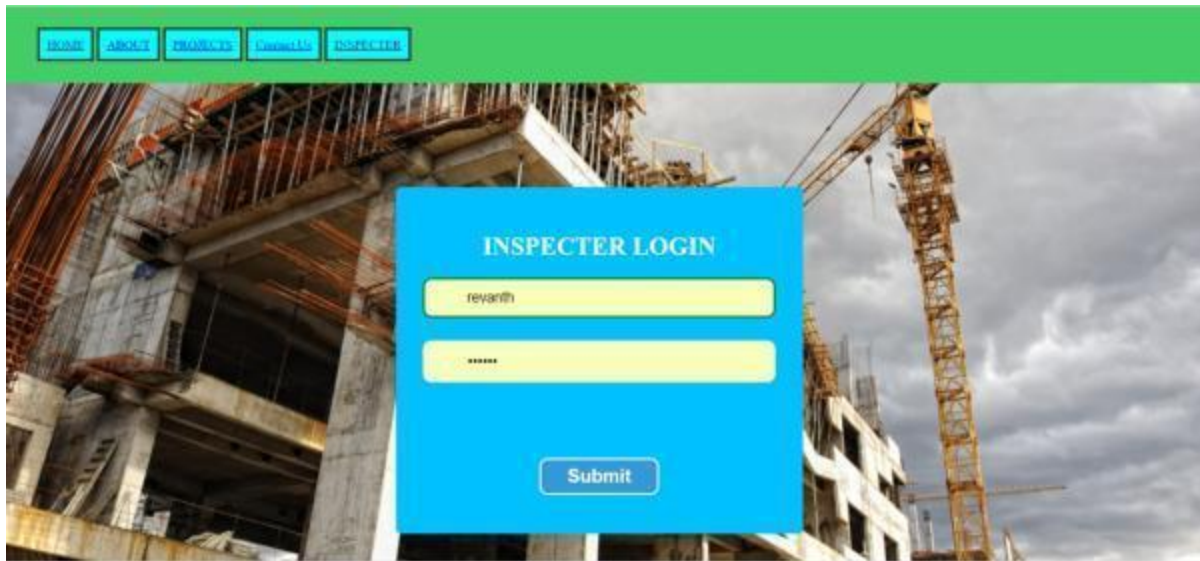 HOME ABOUT PROJECTS Contact Us INSPECTER
INSPECTER LOGIN
revanth
••••••
Submit